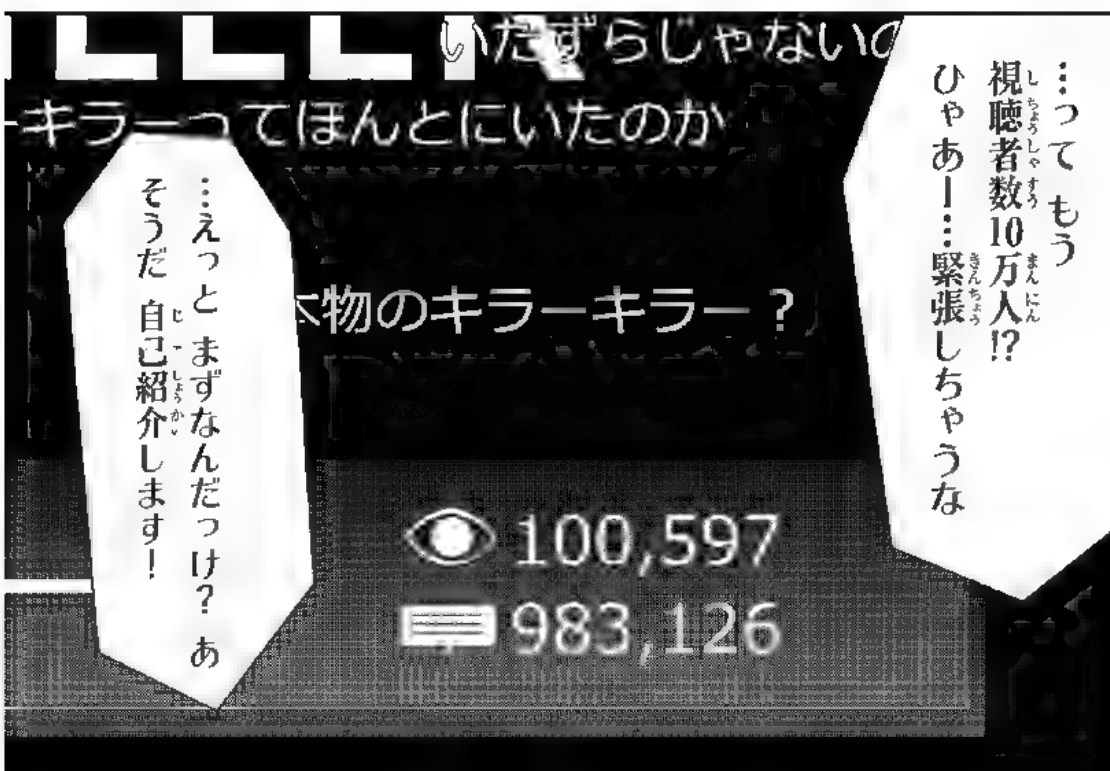 …って もう
視聴者数10万人!?
ひゃあー…緊張しちゃうな
いたずらじゃないの
キラーってほんとにいたのか
物のキラーキラー？
100,597
983,126
…えっと まずなんだっけ？ あ
そうだ 自己紹介します！